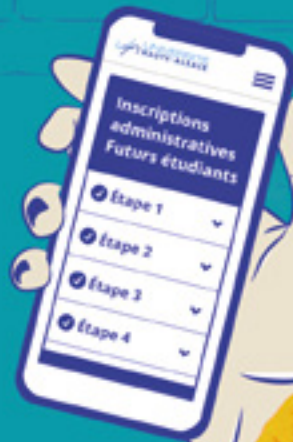 HAUTE-ALSACE
Inscriptions
administratives
Futurs étudiants
Étape 1
Étape 2
Étape 3
Étape 4